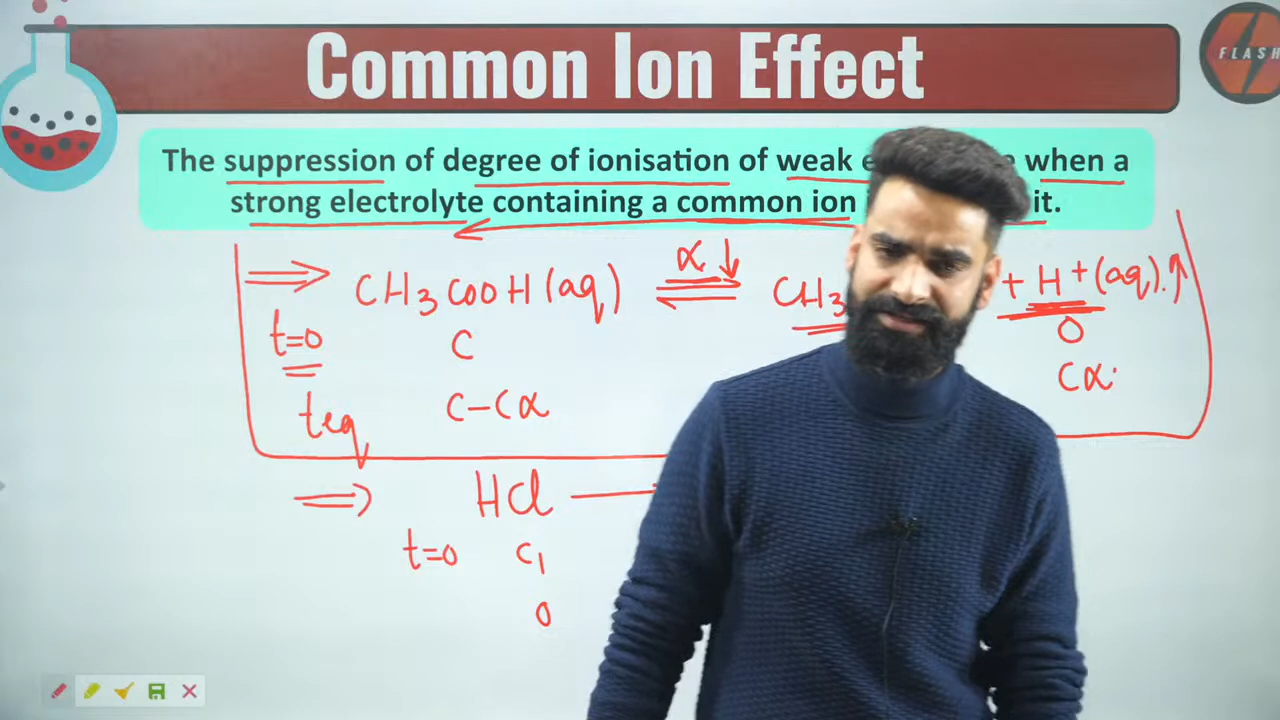 Common Ion Effect
FLASH
The suppression of degree of ionisation of weak when a
strong electrolyte containing a common ion it.
α ↓
⇒ CH3COOH(aq) ⇌ CH3 + H+(aq). ↑
t=0 C 0
teq C-Cα Cα
⇒ HCl →
t=0 C1
0